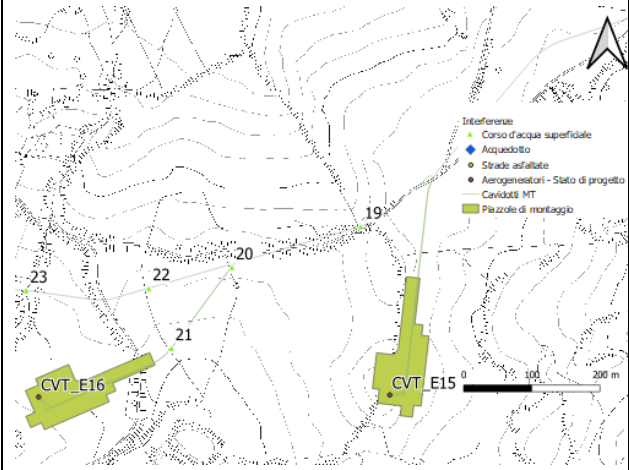 Interferenze
Corso d'acqua superficiale
Acquedotto
Strade asfaltate
Aerogeneratori - Stato di progetto
Cavidotti MT
Piazzole di montaggio
19
20
23
22
21
CVT_E16
CVT_E15
0 100 200 m